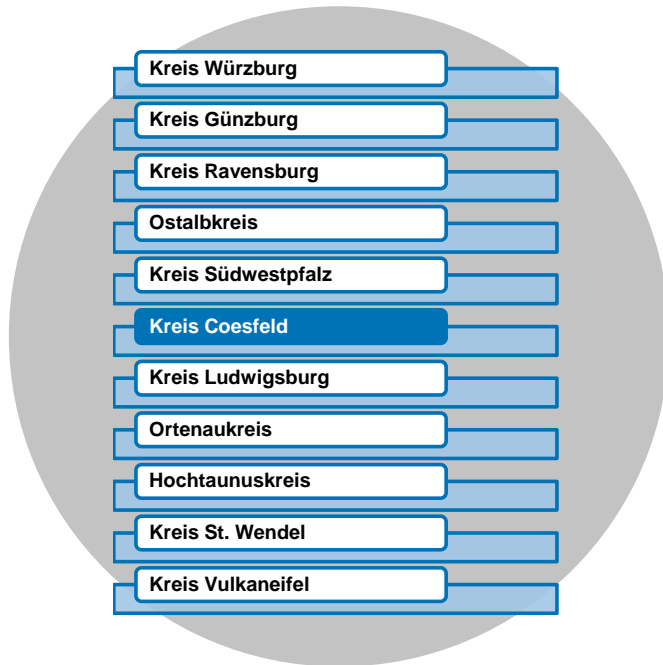 Kreis Würzburg
Kreis Günzburg
Kreis Ravensburg
Ostalbkreis
Kreis Südwestpfalz
Kreis Coesfeld
Kreis Ludwigsburg
Ortenaukreis
Hochtaunuskreis
Kreis St. Wendel
Kreis Vulkaneifel